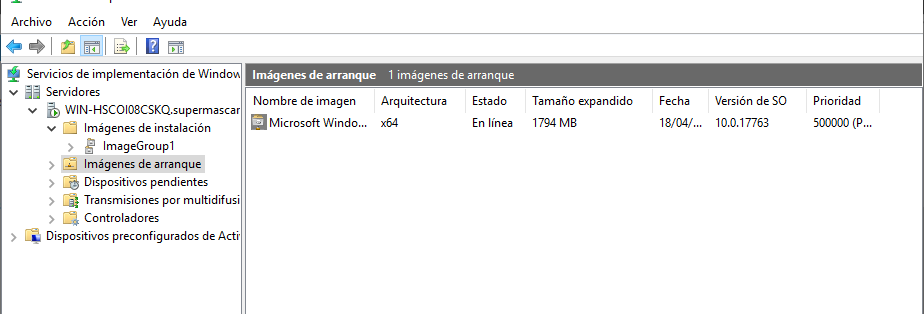 Archivo Acción Ver Ayuda
Servicios de implementación de Window
Servidores
WIN-HSCOI08CSKQ.supermascar
Imágenes de instalación
ImageGroup1
Imágenes de arranque
Dispositivos pendientes
Transmisiones por multidifusi
Controladores
Dispositivos preconfigurados de Acti
Imágenes de arranque 1 imágenes de arranque
Nombre de imagen Arquitectura Estado Tamaño expandido Fecha Versión de SO Prioridad
Microsoft Windo... x64 En línea 1794 MB 18/04/... 10.0.17763 500000 (P...